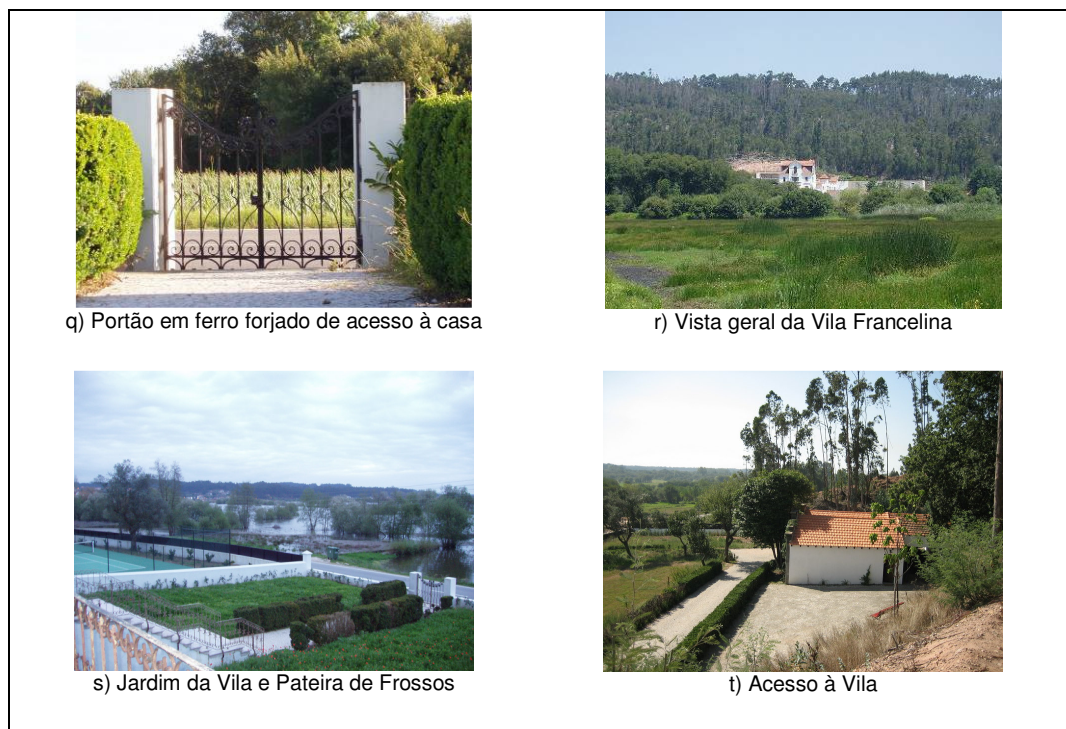 q) Portão em ferro forjado de acesso à casa
r) Vista geral da Vila Francelina
s) Jardim da Vila e Pateira de Frossos
t) Acesso à Vila